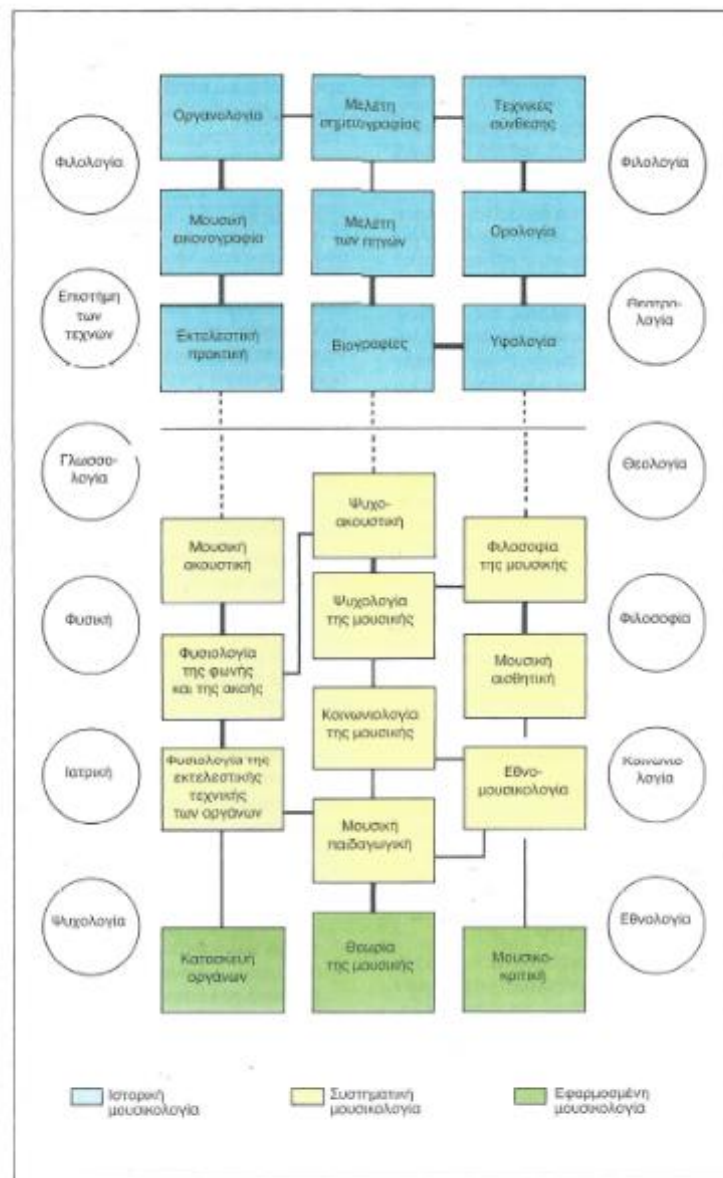 Οργανολογία
Μελέτη
σημειογραφίας
Τεχνικές
σύνθεσης
Φιλολογία
Φιλολογία
Μουσική
εικονογραφία
Μελέτη
των πηγών
Ορολογία
Επιστήμη
των
τεχνών
Θεατρο-
λογία
Εκτελεστική
πρακτική
Βιογραφίες
Υφολογία
Γλωσσο-
λογία
Θεολογία
Ψυχο-
ακουστική
Μουσική
ακουστική
Φιλοσοφία
της μουσικής
Ψυχολογία
της μουσικής
Φυσική
Φιλοσοφία
Φυσιολογία
της φωνής
και της ακοής
Μουσική
αισθητική
Κοινωνιολογία
της μουσικής
Ιατρική
Φυσιολογία της
εκτελεστικής
τεχνικής
των οργάνων
Εθνο-
μουσικολογία
Κοινωνιο
λογία
Μουσική
παιδαγωγική
Ψυχολογία
Εθνολογία
Κατασκευή
οργάνων
Θεωρία
της μουσικής
Μουσικο-
κριτική
Ιστορική
μουσικολογία
Συστηματική
μουσικολογία
Εφαρμοσμένη
μουσικολογία